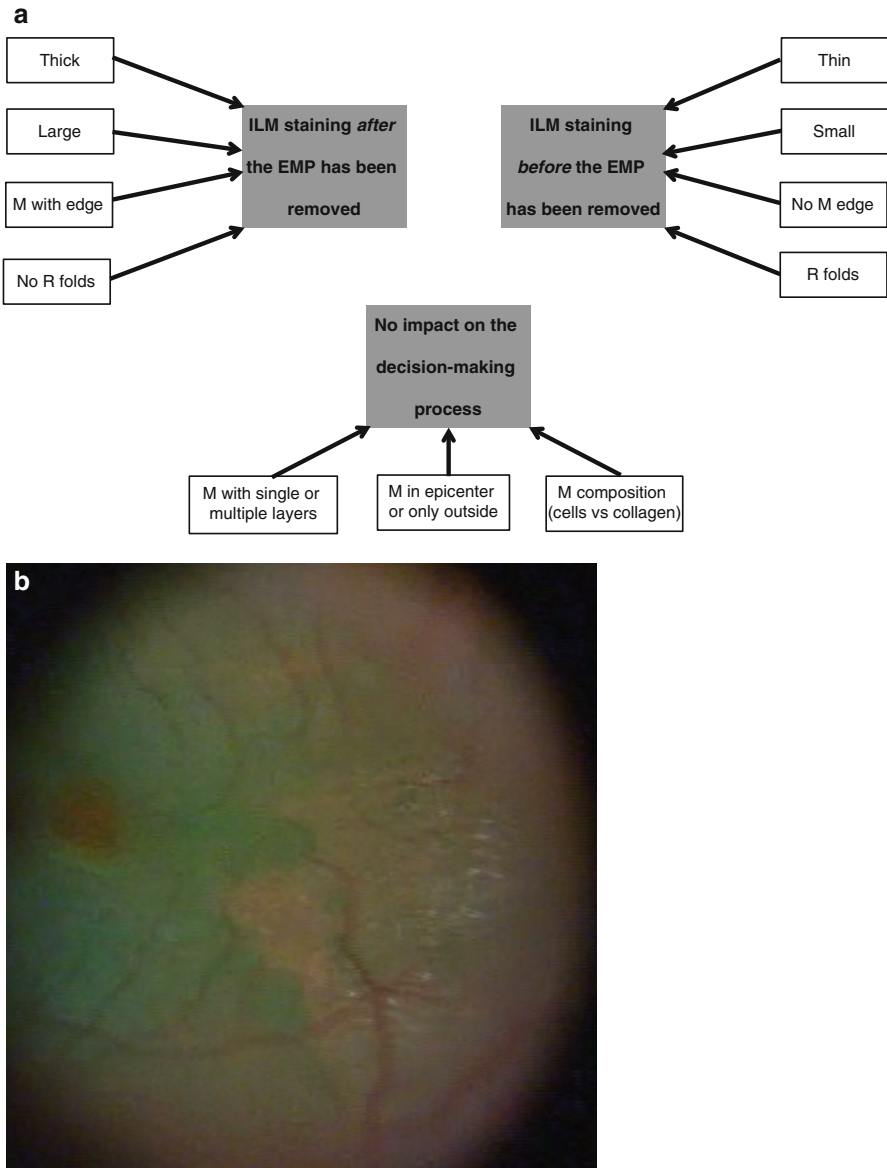 a
Thick
Large
M with edge
No R folds
ILM staining after
the EMP has been
removed
ILM staining
before the EMP
has been removed
Thin
Small
No M edge
R folds
No impact on the
decision-making
process
M with single or
multiple layers
M in epicenter
or only outside
M composition
(cells vs collagen)
b